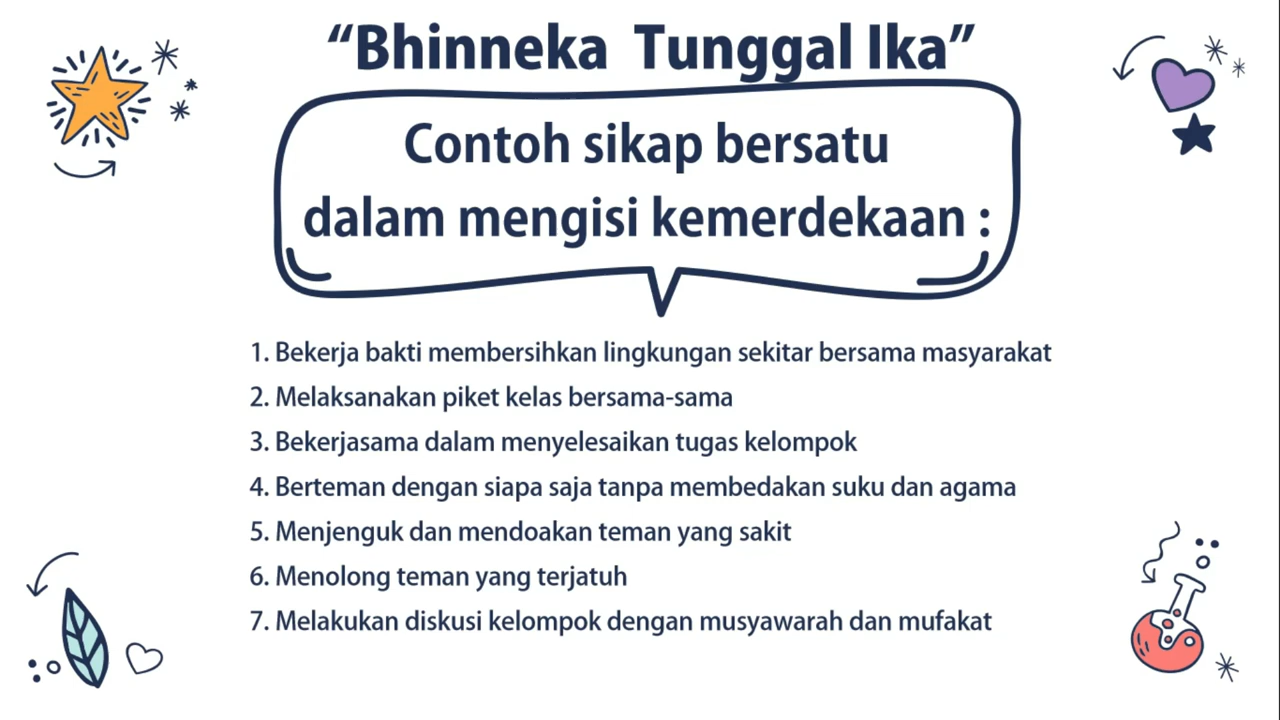 “Bhinneka Tunggal Ika”
Contoh sikap bersatu
dalam mengisi kemerdekaan :
1. Bekerja bakti membersihkan lingkungan sekitar bersama masyarakat
2. Melaksanakan piket kelas bersama-sama
3. Bekerjasama dalam menyelesaikan tugas kelompok
4. Berteman dengan siapa saja tanpa membedakan suku dan agama
5. Menjenguk dan mendoakan teman yang sakit
6. Menolong teman yang terjatuh
7. Melakukan diskusi kelompok dengan musyawarah dan mufakat